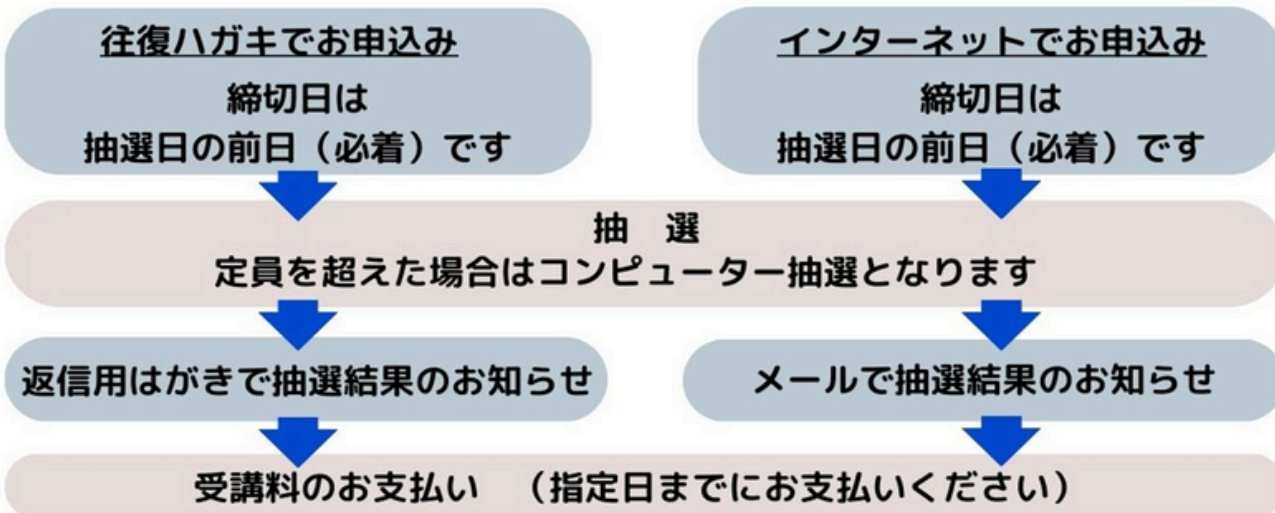 往復ハガキでお申込み
締切日は
抽選日の前日（必着）です
インターネットでお申込み
締切日は
抽選日の前日（必着）です
抽　選
定員を超えた場合はコンピューター抽選となります
返信用はがきで抽選結果のお知らせ
メールで抽選結果のお知らせ
受講料のお支払い　（指定日までにお支払いください）